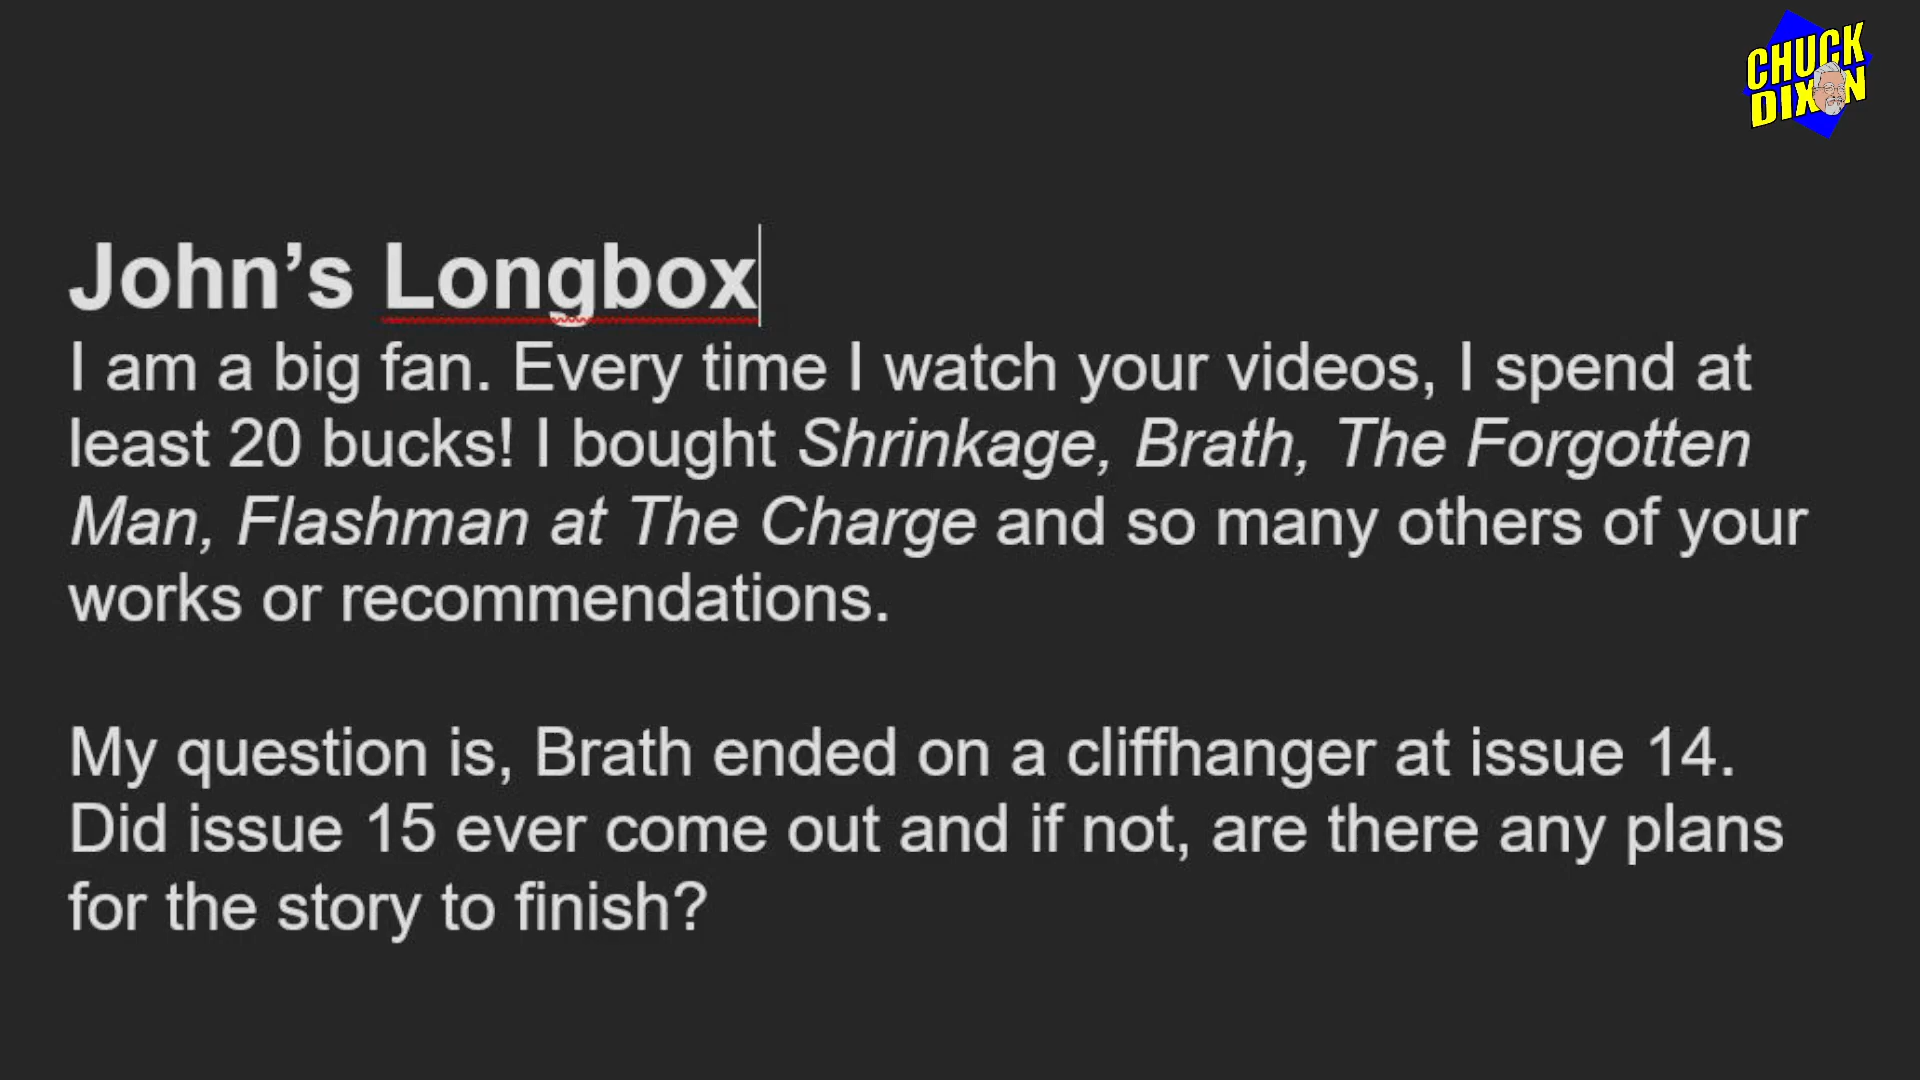 CHUCK
DIXON
John’s Longbox
I am a big fan. Every time I watch your videos, I spend at
least 20 bucks! I bought Shrinkage, Brath, The Forgotten
Man, Flashman at The Charge and so many others of your
works or recommendations.
My question is, Brath ended on a cliffhanger at issue 14.
Did issue 15 ever come out and if not, are there any plans
for the story to finish?